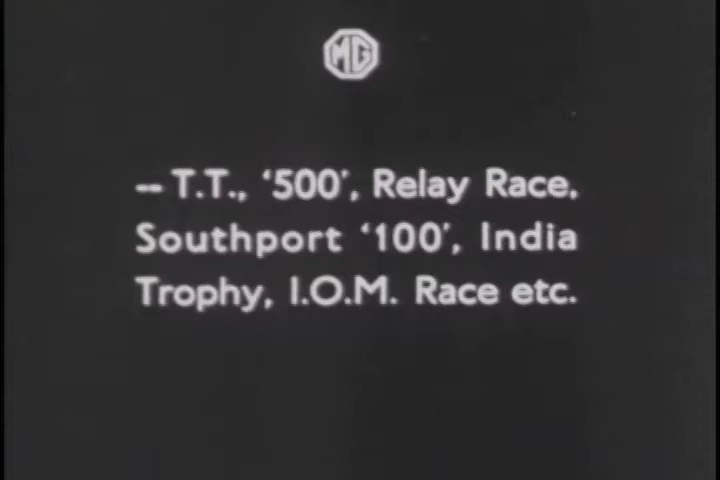 MG
-- T.T., ‘500’, Relay Race,
Southport ‘100’, India
Trophy, I.O.M. Race etc.